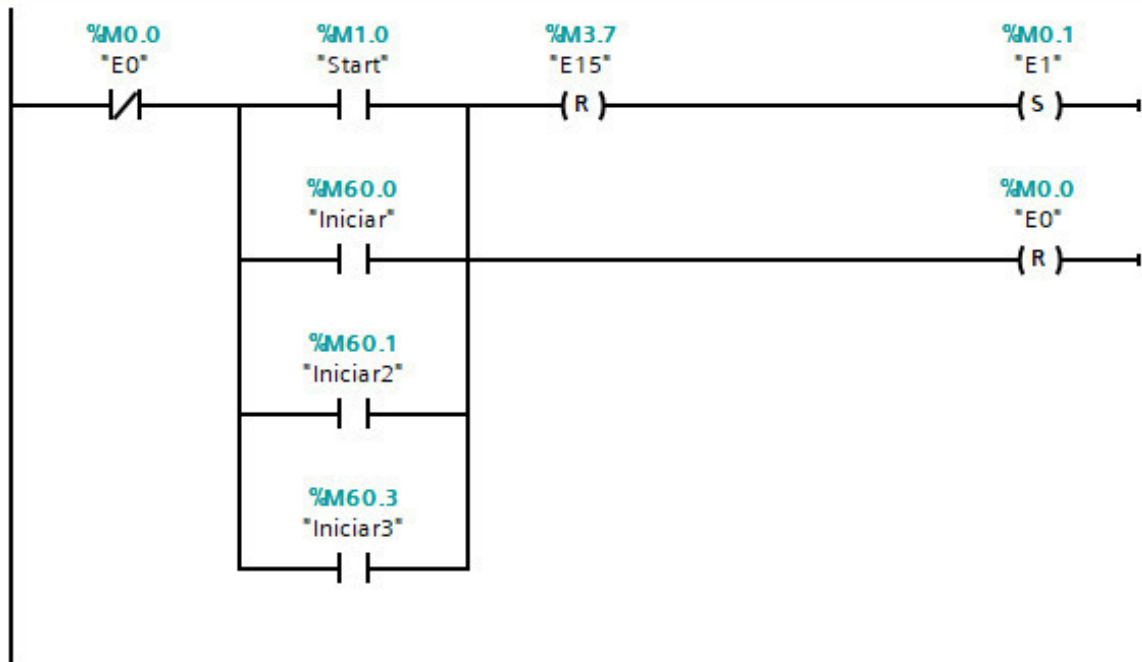 %M0.0 %M1.0 %M3.7 %M0.1
"E0" "Start" "E15" "E1"
R S
%M60.0 %M0.0
"Iniciar" "E0"
R
%M60.1
"Iniciar2"
%M60.3
"Iniciar3"